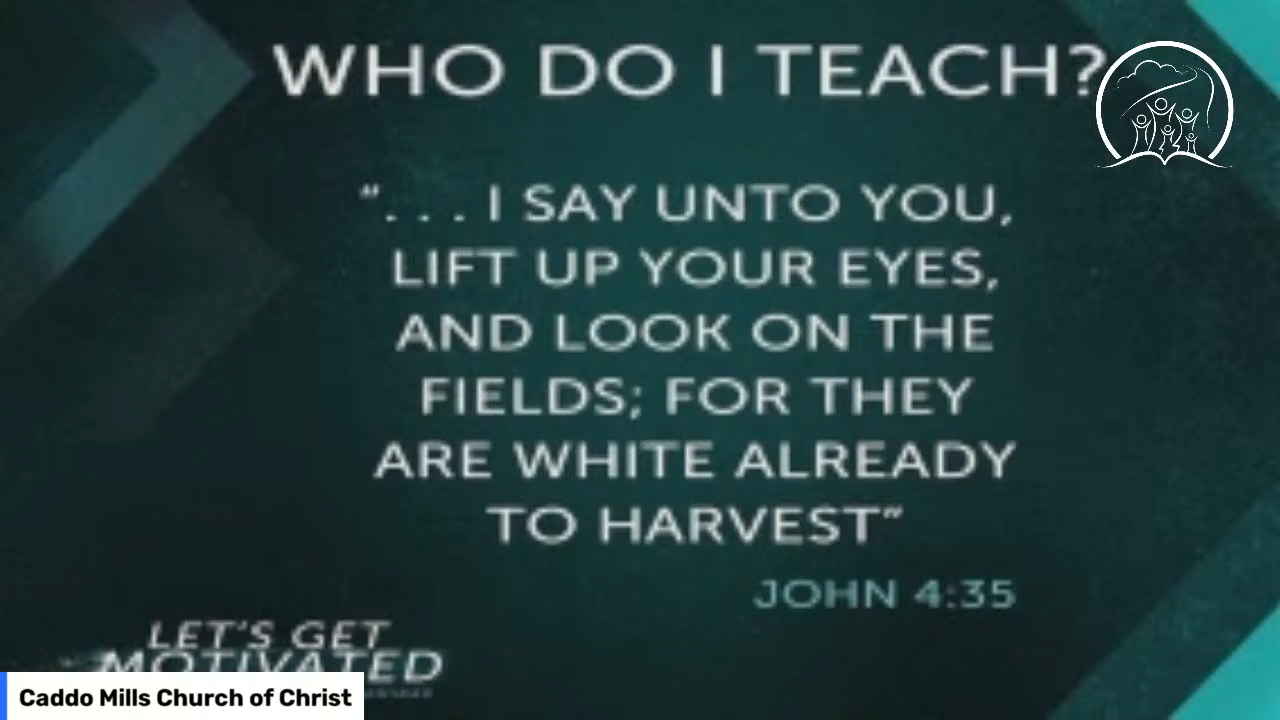 WHO DO I TEACH?
“. . . I SAY UNTO YOU,
LIFT UP YOUR EYES,
AND LOOK ON THE
FIELDS; FOR THEY
ARE WHITE ALREADY
TO HARVEST”
JOHN 4:35
LET'S GET
MOTIVATED
Caddo Mills Church of Christ